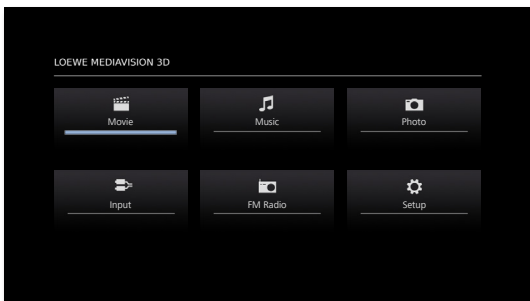 LOEWE MEDIAVISION 3D
Movie Music Photo
Input FM Radio Setup